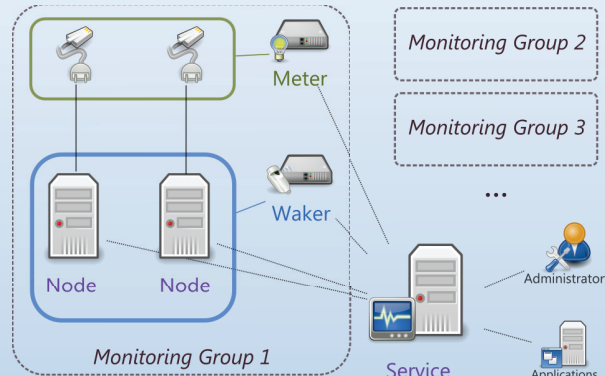 Monitoring Group 2
Meter
Monitoring Group 3
Waker
...
Node
Node
Administrator
Monitoring Group 1
Service
Applications